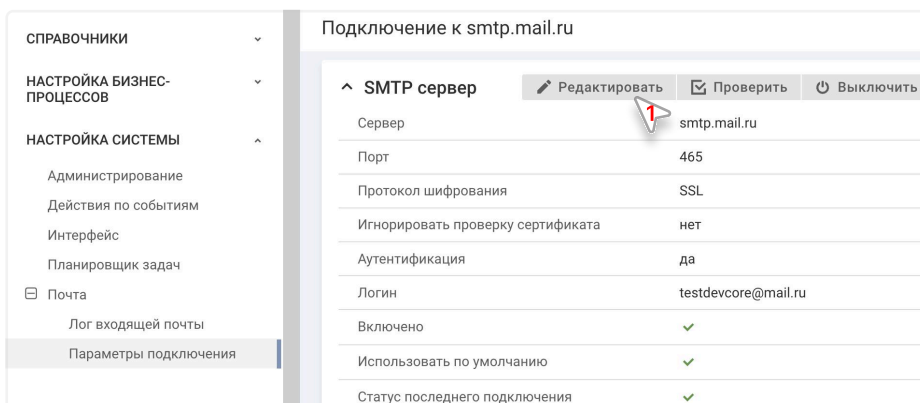 СПРАВОЧНИКИ
НАСТРОЙКА БИЗНЕС-
ПРОЦЕССОВ
НАСТРОЙКА СИСТЕМЫ
Администрирование
Действия по событиям
Интерфейс
Планировщик задач
Почта
Лог входящей почты
Параметры подключения
Подключение к smtp.mail.ru
SMTP сервер Редактировать Проверить Выключить
1
Сервер smtp.mail.ru
Порт 465
Протокол шифрования SSL
Игнорировать проверку сертификата нет
Аутентификация да
Логин testdevcore@mail.ru
Включено
Использовать по умолчанию
Статус последнего подключения